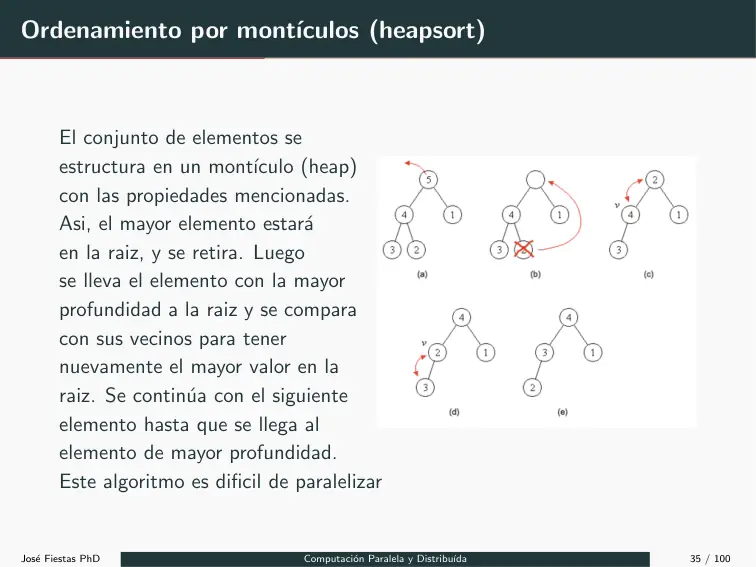 Ordenamiento por montículos (heapsort)
El conjunto de elementos se
estructura en un montículo (heap)
con las propiedades mencionadas.
Asi, el mayor elemento estará
en la raiz, y se retira. Luego
se lleva el elemento con la mayor
profundidad a la raiz y se compara
con sus vecinos para tener
nuevamente el mayor valor en la
raiz. Se continúa con el siguiente
elemento hasta que se llega al
elemento de mayor profundidad.
Este algoritmo es dificil de paralelizar
5
4 1
3 2
(a)
4 1
3
(b)
2
v
4 1
3
(c)
4
v
2 1
3
(d)
4
3 1
2
(e)
José Fiestas PhD
Computación Paralela y Distribuída
35 / 100